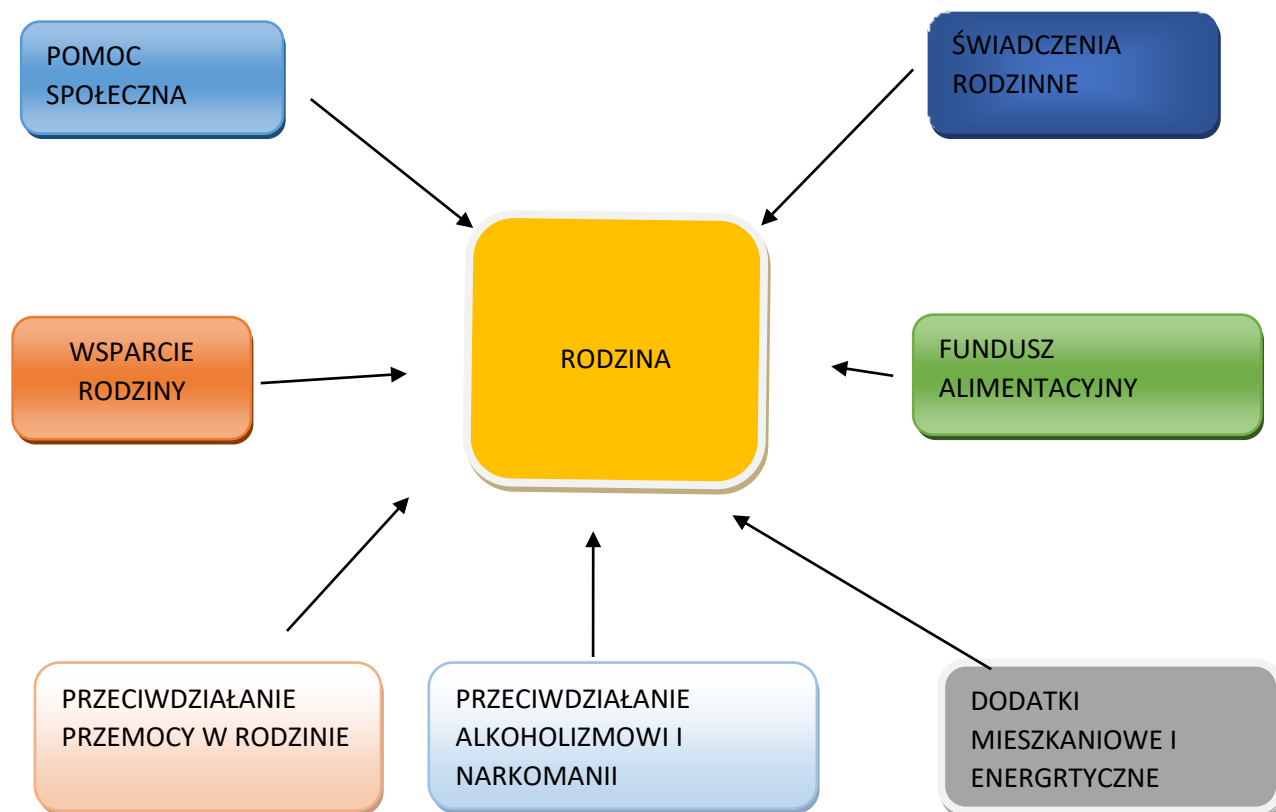 POMOC
SPOŁECZNA
ŚWIADCZENIA
RODZINNE
WSPARCIE
RODZINY
RODZINA
FUNDUSZ
ALIMENTACYJNY
PRZECIWDZIAŁANIE
PRZEMOCY W RODZINIE
PRZECIWDZIAŁANIE
ALKOHOLIZMOWI I
NARKOMANII
DODATKI
MIESZKANIOWE I
ENERGRTYCZNE